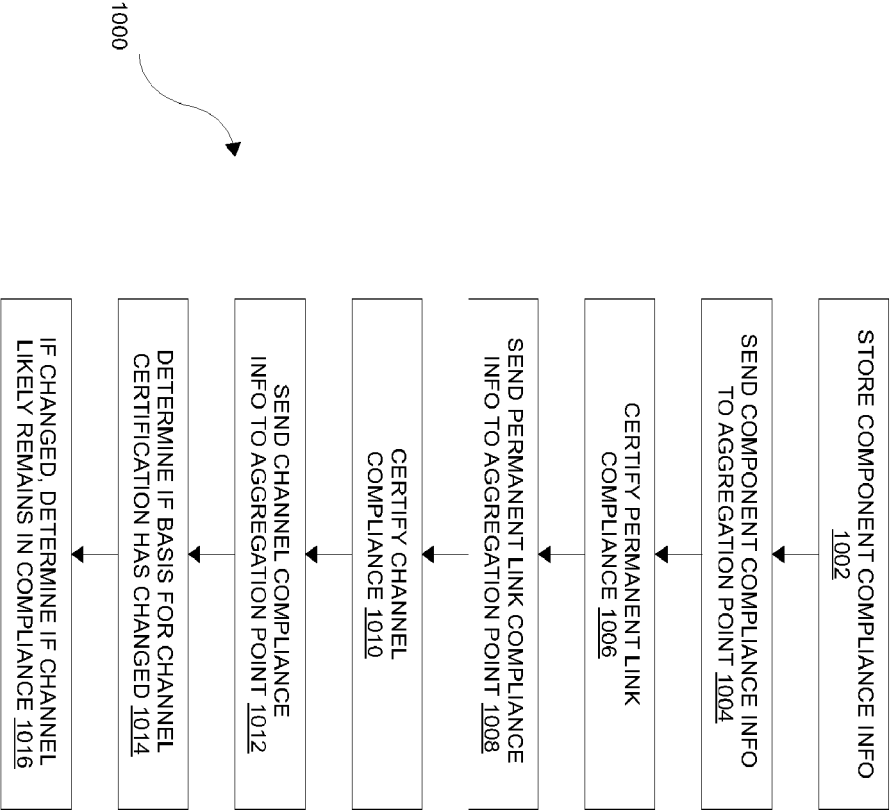 1000
STORE COMPONENT COMPLIANCE INFO
1002
SEND COMPONENT COMPLIANCE INFO
TO AGGREGATION POINT 1004
CERTIFY PERMANENT LINK
COMPLIANCE 1006
SEND PERMANENT LINK COMPLIANCE
INFO TO AGGREGATION POINT 1008
CERTIFY CHANNEL
COMPLIANCE 1010
SEND CHANNEL COMPLIANCE
INFO TO AGGREGATION POINT 1012
DETERMINE IF BASIS FOR CHANNEL
CERTIFICATION HAS CHANGED 1014
IF CHANGED, DETERMINE IF CHANNEL
LIKELY REMAINS IN COMPLIANCE 1016